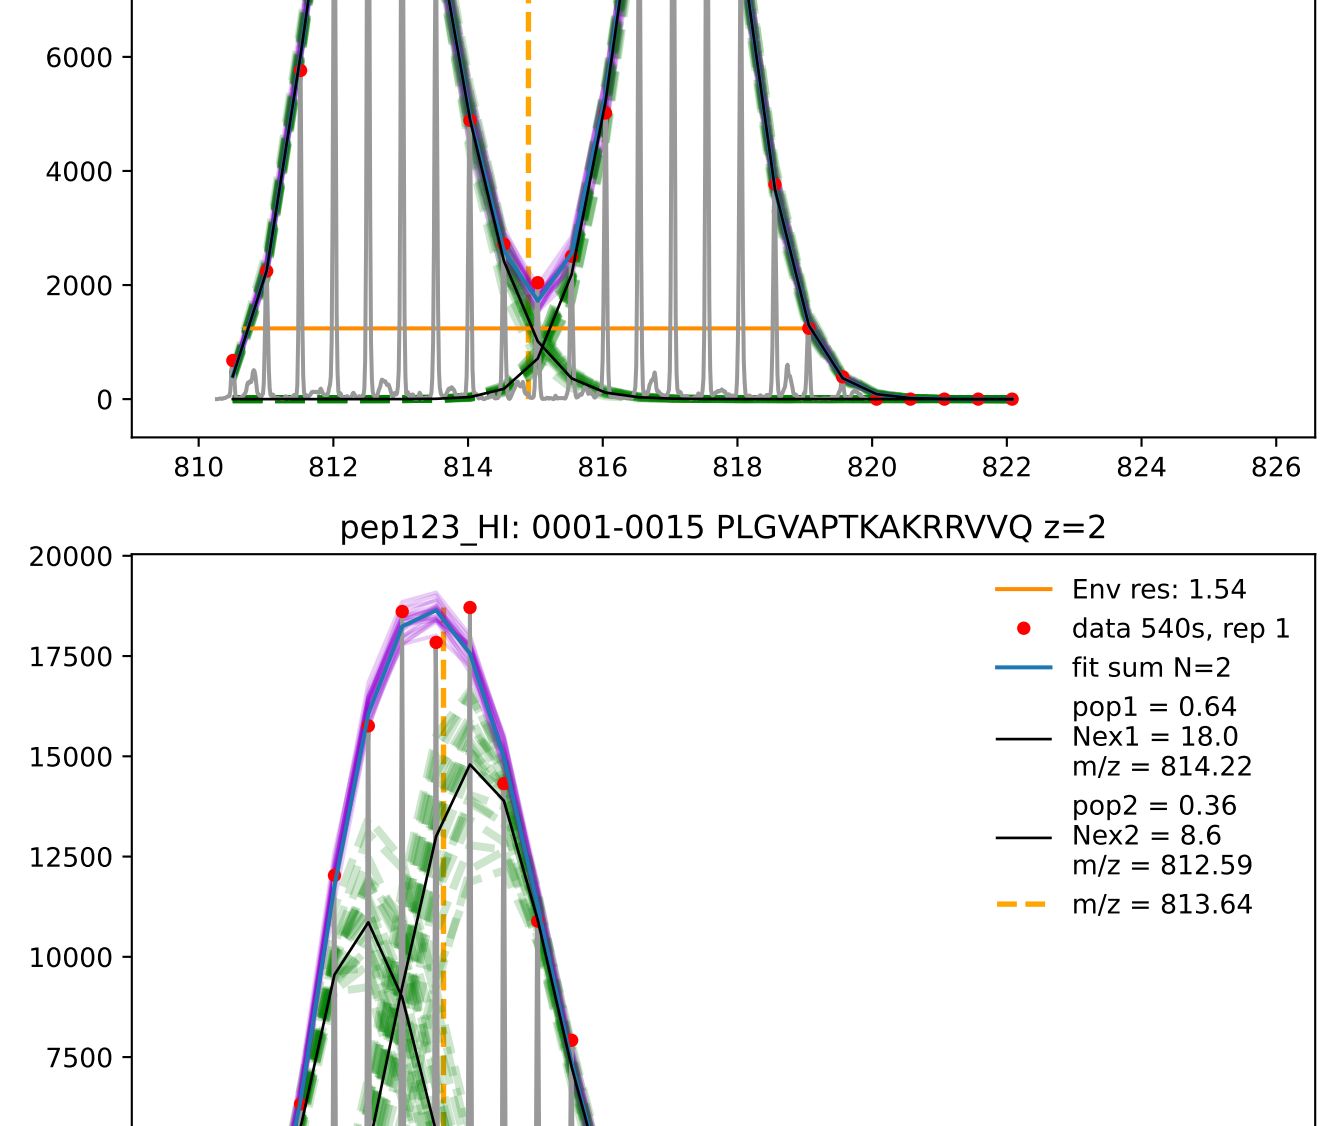 6000
4000
2000
0
810 812 814 816 818 820 822 824 826
pep123_HI: 0001-0015 PLGVAPTKAKRRVVQ z=2
20000
17500
15000
12500
10000
7500
Env res: 1.54
data 540s, rep 1
fit sum N=2
pop1 = 0.64
Nex1 = 18.0
m/z = 814.22
pop2 = 0.36
Nex2 = 8.6
m/z = 812.59
m/z = 813.64